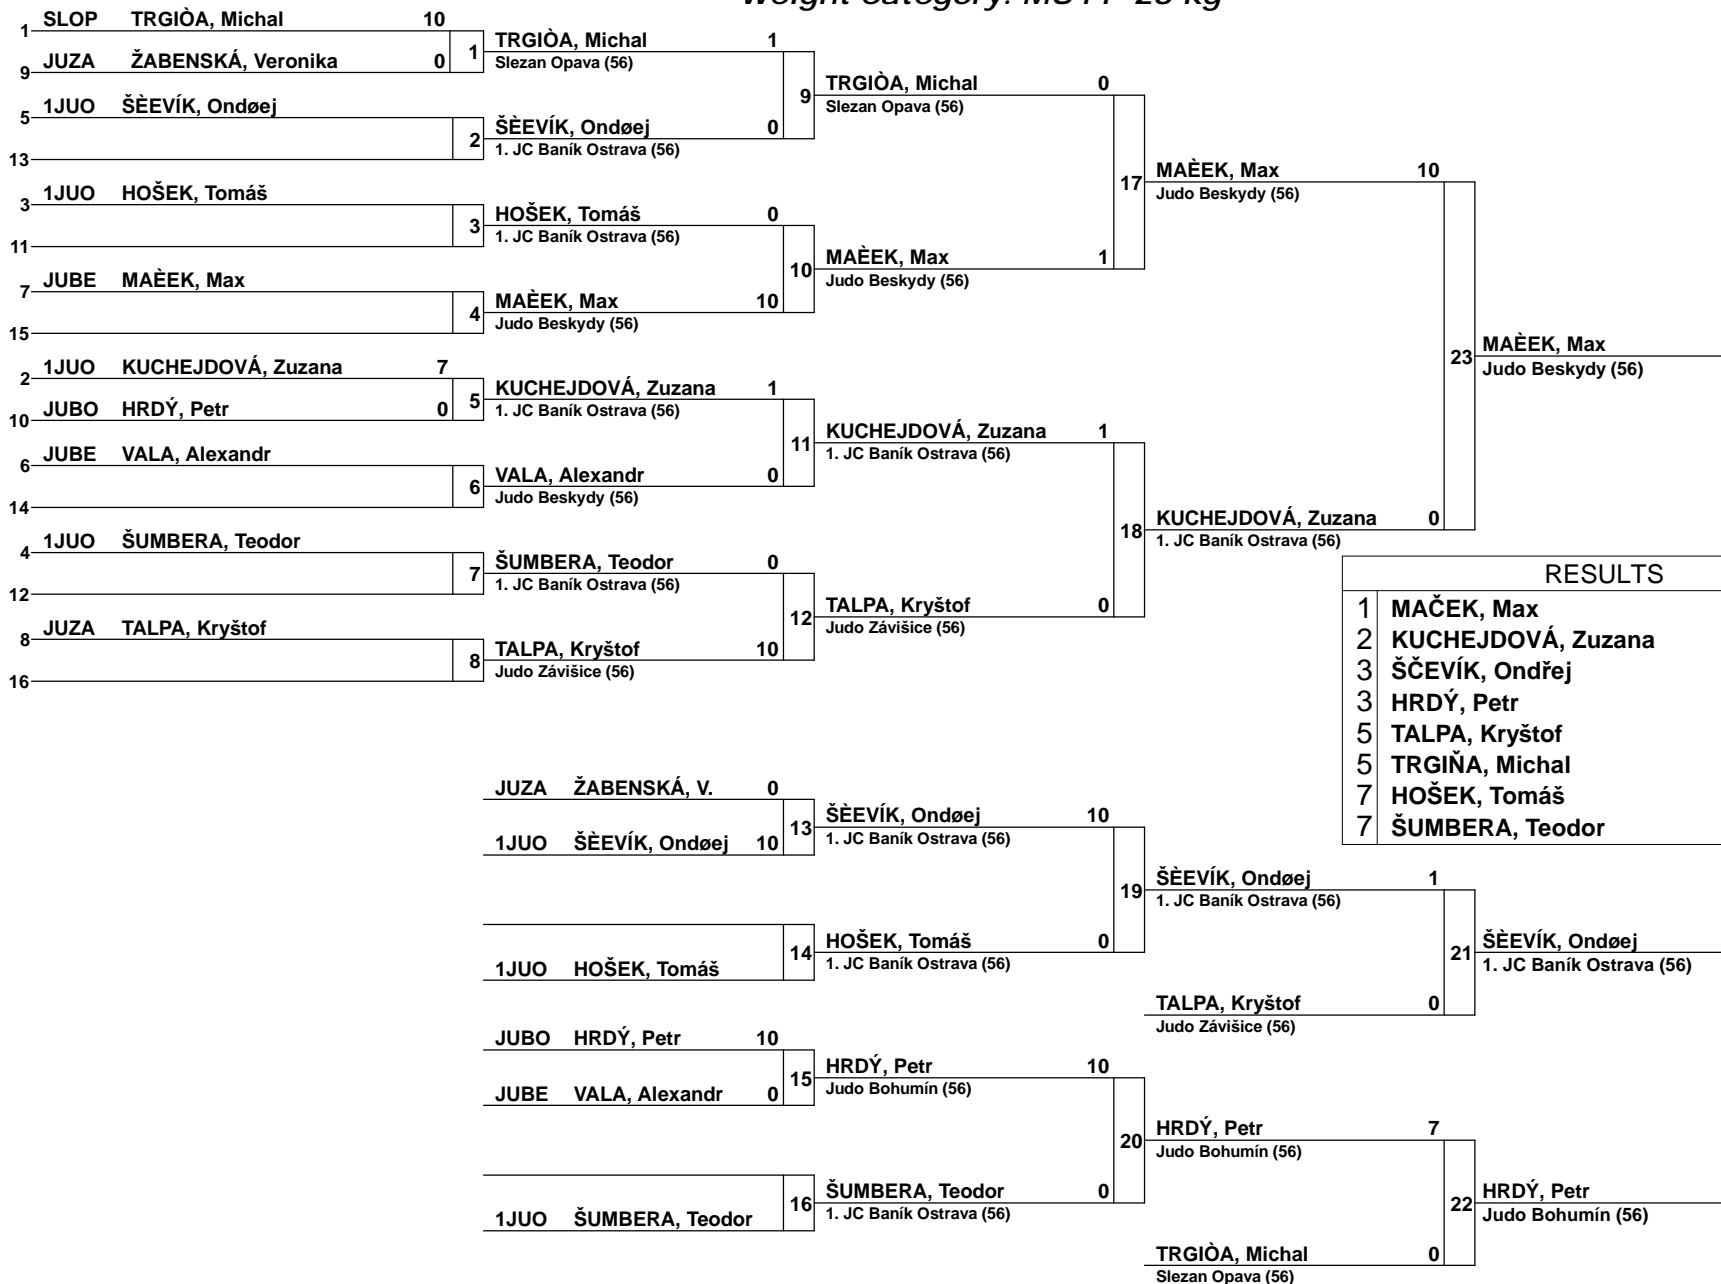 1 SLOP TRGIÒA, Michal 10
9 JUZA ŽABENSKÁ, Veronika 0
1
5 1JUO ŠÈEVÍK, Ondøej
13
2
3 1JUO HOŠEK, Tomáš
11
3
7 JUBE MAÈEK, Max
15
4
2 1JUO KUCHEJDOVÁ, Zuzana 7
10 JUBO HRDÝ, Petr 0
5
6 JUBE VALA, Alexandr
14
6
4 1JUO ŠUMBERA, Teodor
12
7
8 JUZA TALPA, Kryštof
16
8
TRGIÒA, Michal 1
Slezan Opava (56)
ŠÈEVÍK, Ondøej 0
1. JC Baník Ostrava (56)
9
HOŠEK, Tomáš 0
1. JC Baník Ostrava (56)
MAÈEK, Max 10
Judo Beskydy (56)
10
KUCHEJDOVÁ, Zuzana 1
1. JC Baník Ostrava (56)
VALA, Alexandr 0
Judo Beskydy (56)
11
ŠUMBERA, Teodor 0
1. JC Baník Ostrava (56)
TALPA, Kryštof 10
Judo Závišice (56)
12
TRGIÒA, Michal 0
Slezan Opava (56)
MAÈEK, Max 1
Judo Beskydy (56)
17
KUCHEJDOVÁ, Zuzana 1
1. JC Baník Ostrava (56)
TALPA, Kryštof 0
Judo Závišice (56)
18
MAÈEK, Max 10
Judo Beskydy (56)
KUCHEJDOVÁ, Zuzana 0
1. JC Baník Ostrava (56)
23
MAÈEK, Max
Judo Beskydy (56)
RESULTS
1 MAČEK, Max
2 KUCHEJDOVÁ, Zuzana
3 ŠČEVÍK, Ondřej
3 HRDÝ, Petr
5 TALPA, Kryštof
5 TRGIŇA, Michal
7 HOŠEK, Tomáš
7 ŠUMBERA, Teodor
JUZA ŽABENSKÁ, V. 0
1JUO ŠÈEVÍK, Ondøej 10
13
1JUO HOŠEK, Tomáš
14
JUBO HRDÝ, Petr 10
JUBE VALA, Alexandr 0
15
1JUO ŠUMBERA, Teodor
16
ŠÈEVÍK, Ondøej 10
1. JC Baník Ostrava (56)
HOŠEK, Tomáš 0
1. JC Baník Ostrava (56)
19
HRDÝ, Petr 10
Judo Bohumín (56)
ŠUMBERA, Teodor 0
1. JC Baník Ostrava (56)
20
ŠÈEVÍK, Ondøej 1
1. JC Baník Ostrava (56)
TALPA, Kryštof 0
Judo Závišice (56)
21
HRDÝ, Petr 7
Judo Bohumín (56)
TRGIÒA, Michal 0
Slezan Opava (56)
22
ŠÈEVÍK, Ondøej
1. JC Baník Ostrava (56)
HRDÝ, Petr
Judo Bohumín (56)